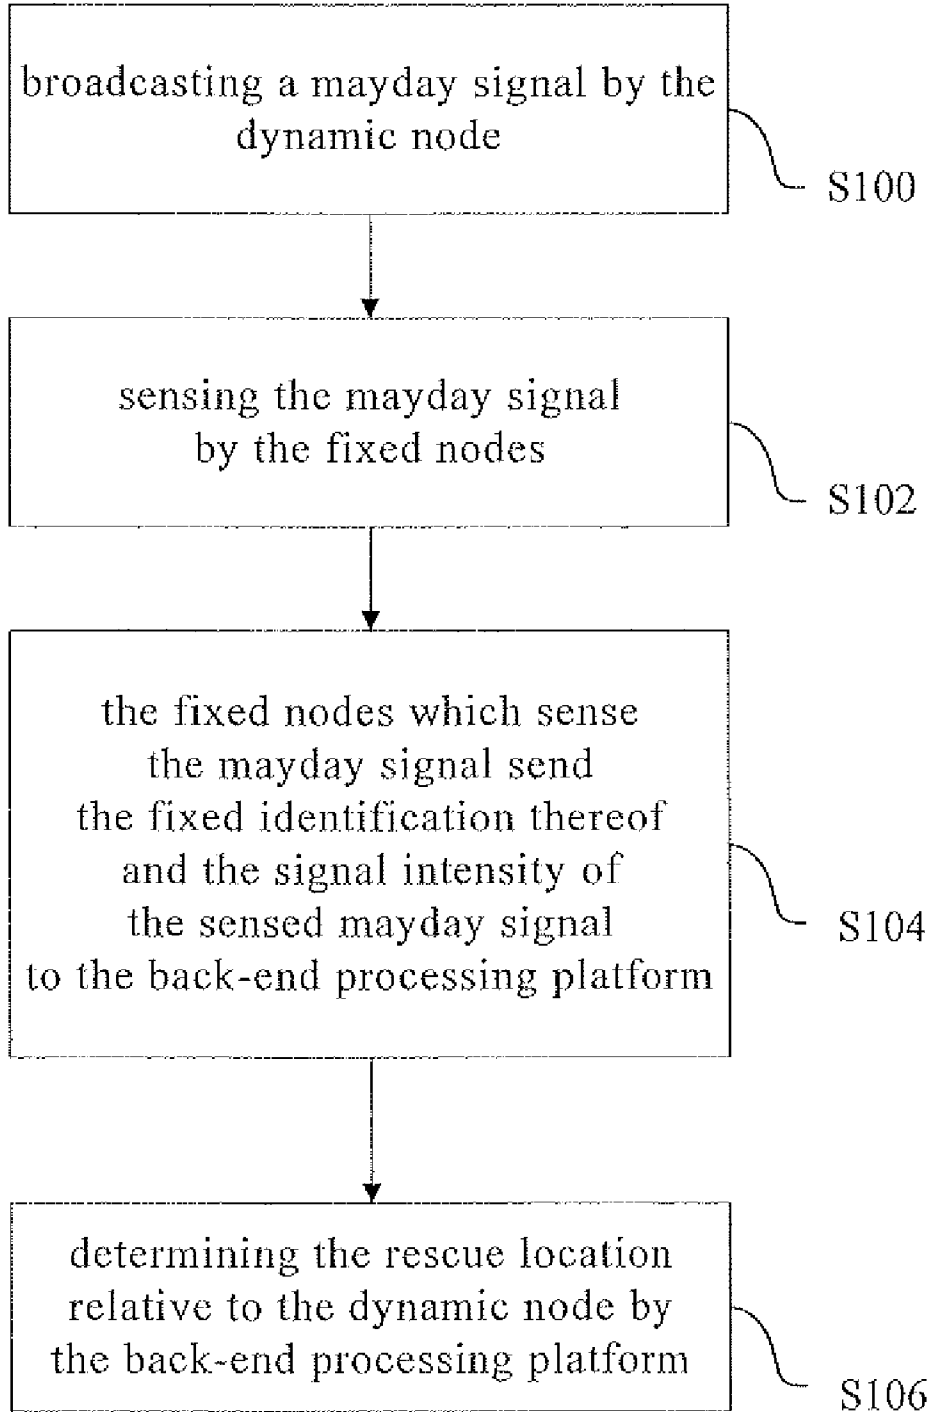 broadcasting a mayday signal by the
dynamic node
S100
sensing the mayday signal
by the fixed nodes
S102
the fixed nodes which sense
the mayday signal send
the fixed identification thereof
and the signal intensity of
the sensed mayday signal
to the back-end processing platform
S104
determining the rescue location
relative to the dynamic node by
the back-end processing platform
S106